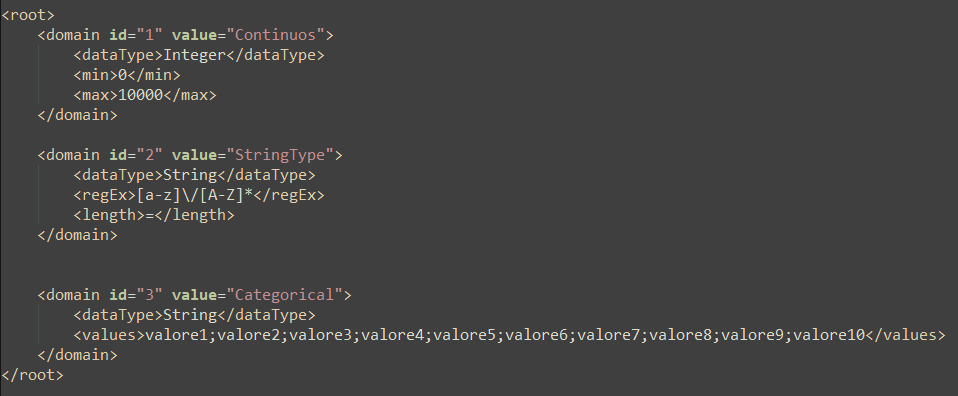 <root>
<domain id="1" value="Continuos">
<dataType>Integer</dataType>
<min>0</min>
<max>10000</max>
</domain>
<domain id="2" value="StringType">
<dataType>String</dataType>
<regEx>[a-z]\/[A-Z]*</regEx>
<length>=</length>
</domain>
<domain id="3" value="Categorical">
<dataType>String</dataType>
<values>valore1;valore2;valore3;valore4;valore5;valore6;valore7;valore8;valore9;valore10</values>
</domain>
</root>